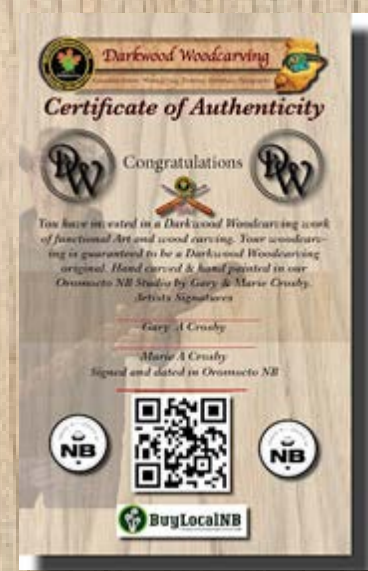 Darkwood Woodcarving
Certificate of Authenticity
DW
Congratulations
DW
You have invested in a Darkwood Woodcarving work
of functional Art and wood carving. Your woodcarv-
ing is guaranteed to be a Darkwood Woodcarving
original. Hand carved & hand painted in our
Oromocto NB Studio by Gary & Marie Crosby.
Artists Signatures
Gary A Crosby
Marie A Crosby
Signed and dated in Oromocto NB
NB
NB
BuyLocalNB